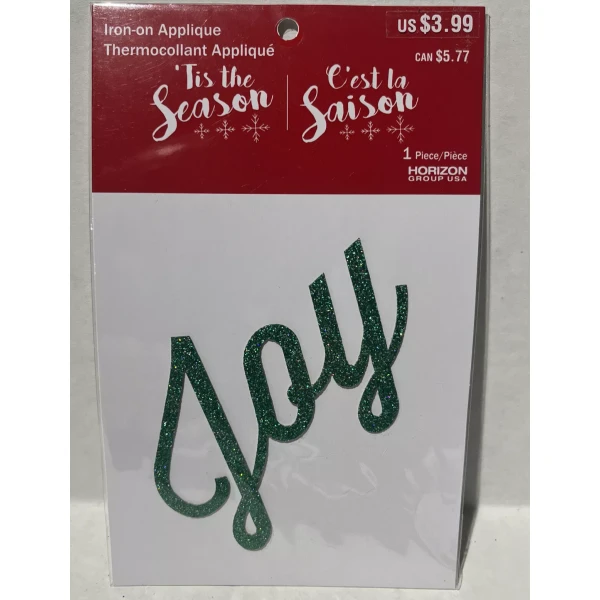 Iron-on Applique
Thermocollant Appliqué
US $3.99
CAN $5.77
'Tis the
Season
C'est la
Saison
1 Piece/Pièce
HORIZON
GROUP USA
Joy